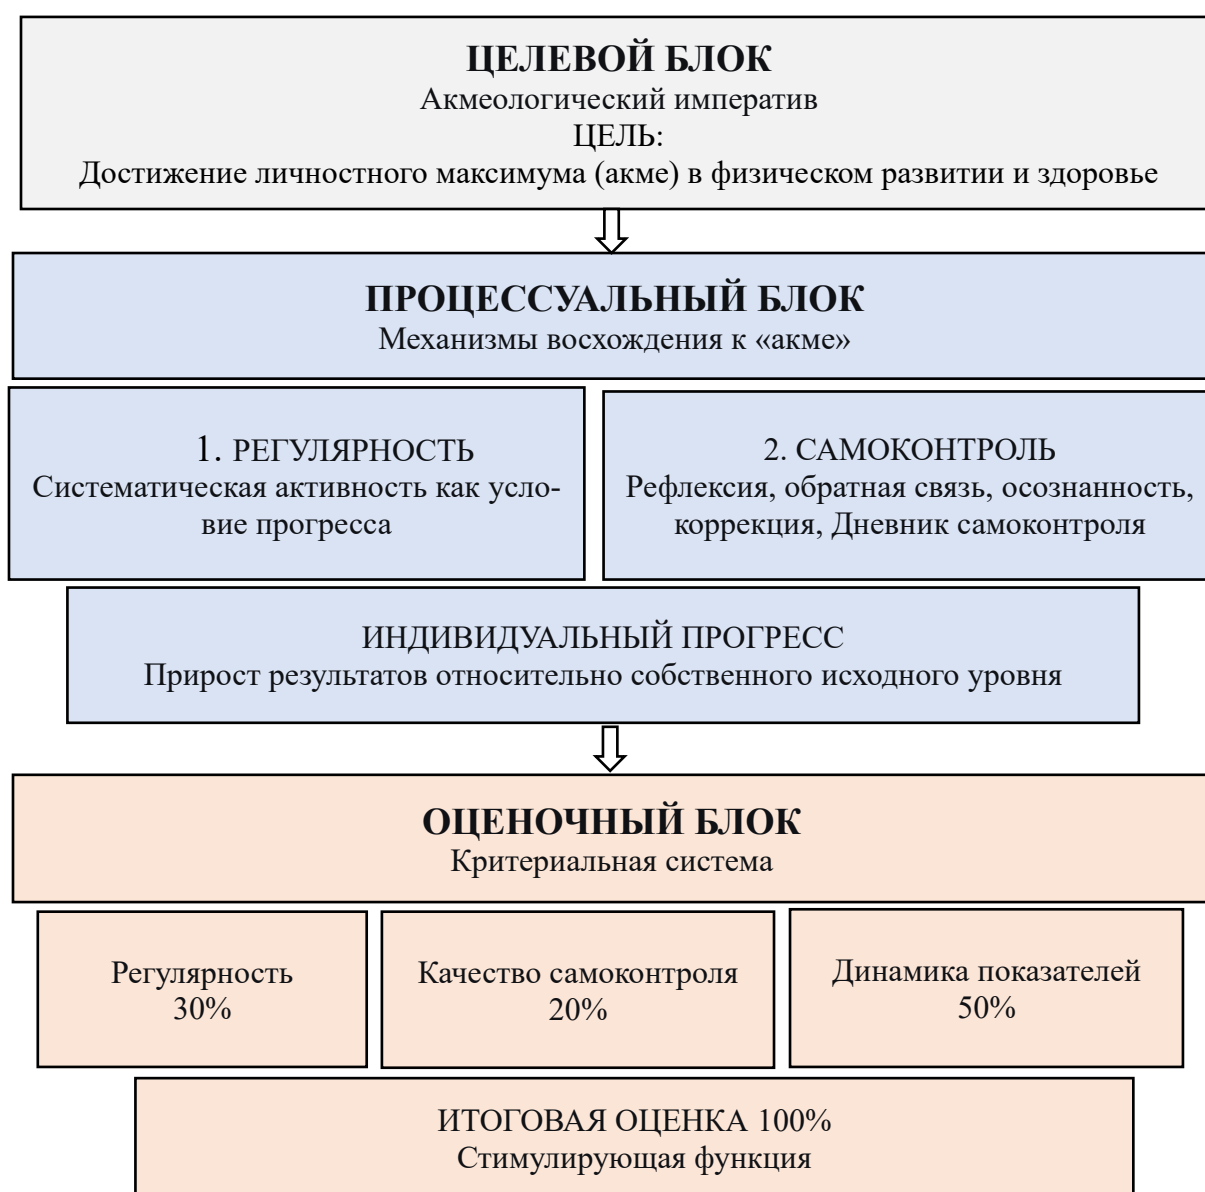 ЦЕЛЕВОЙ БЛОК
Акмеологический императив
ЦЕЛЬ:
Достижение личностного максимума (акме) в физическом развитии и здоровье
ПРОЦЕССУАЛЬНЫЙ БЛОК
Механизмы восхождения к «акме»
1. РЕГУЛЯРНОСТЬ
Систематическая активность как усло-
вие прогресса
2. САМОКОНТРОЛЬ
Рефлексия, обратная связь, осознанность,
коррекция, Дневник самоконтроля
ИНДИВИДУАЛЬНЫЙ ПРОГРЕСС
Прирост результатов относительно собственного исходного уровня
ОЦЕНОЧНЫЙ БЛОК
Критериальная система
Регулярность
30%
Качество самоконтроля
20%
Динамика показателей
50%
ИТОГОВАЯ ОЦЕНКА 100%
Стимулирующая функция